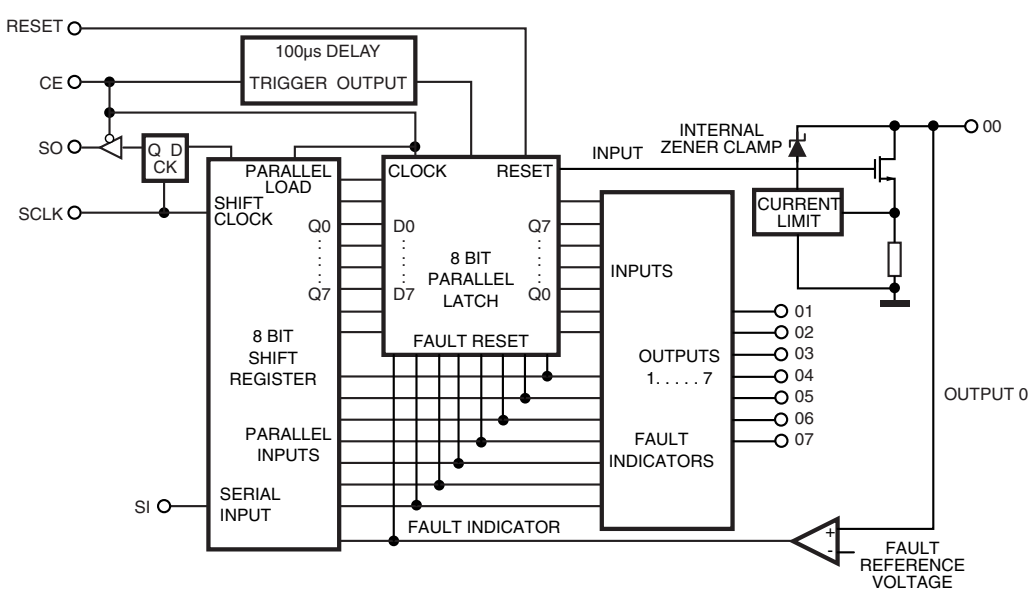 RESET
100µs DELAY
CE
TRIGGER OUTPUT
00
INTERNAL
ZENER CLAMP
SO
Q D
CK
INPUT
PARALLEL
LOAD
CLOCK
RESET
SCLK
SHIFT
CLOCK
CURRENT
LIMIT
Q0
D0
Q7
8 BIT
PARALLEL
LATCH
INPUTS
Q7
D7
Q0
01
8 BIT
SHIFT
REGISTER
FAULT RESET
02
OUTPUTS
1. . . . . 7
03
04
OUTPUT 0
05
06
PARALLEL
INPUTS
FAULT
INDICATORS
07
SERIAL
INPUT
SI
FAULT INDICATOR
+
-
FAULT
REFERENCE
VOLTAGE